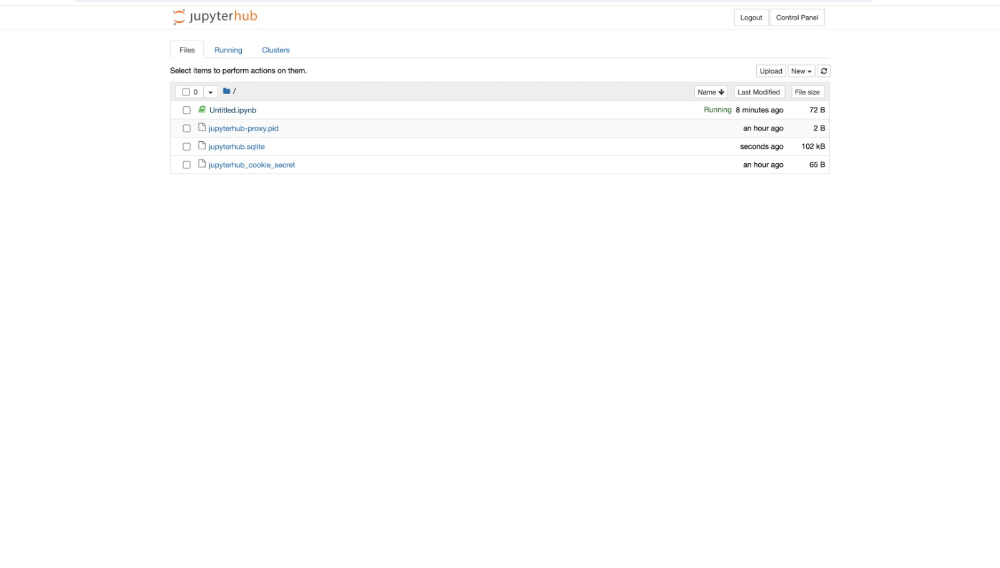 jupyterhub
Logout Control Panel
Files Running Clusters
Select items to perform actions on them.
Upload New
0 /
Name Last Modified File size
Untitled.ipynb Running 8 minutes ago 72 B
jupyterhub-proxy.pid an hour ago 2 B
jupyterhub.sqlite seconds ago 102 kB
jupyterhub_cookie_secret an hour ago 65 B